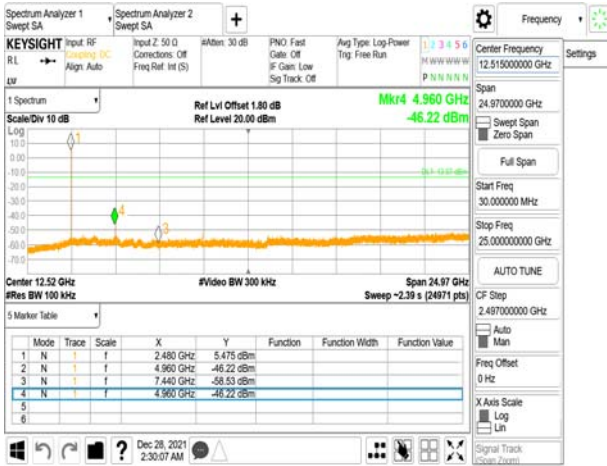 Spectrum Analyzer 1
Swept SA
Spectrum Analyzer 2
Swept SA
+
Frequency
KEYSIGHT
RL
Input: RF
Coupling: DC
Align: Auto
Input Z: 50 Ω
Corrections: Off
Freq Ref: Int (S)
#Atten: 30 dB
PNO: Fast
Gate: Off
IF Gain: Low
Sig Track: Off
Avg Type: Log-Power
Trig: Free Run
1 2 3 4 5 6
M W W W W W
P N N N N N
1 Spectrum
Scale/Div 10 dB
Ref Lvl Offset 1.80 dB
Ref Level 20.00 dBm
Mkr4 4.960 GHz
-46.22 dBm
Log
10.0
0.00
-10.0
-20.0
-30.0
-40.0
-50.0
-60.0
-70.0
1
4
3
Center 12.52 GHz
#Res BW 100 kHz
#Video BW 300 kHz
Span 24.97 GHz
Sweep ~2.39 s (24971 pts)
5 Marker Table
Mode Trace Scale X Y Function Function Width Function Value
1 N 1 f 2.480 GHz 5.475 dBm
2 N 1 f 4.960 GHz -46.22 dBm
3 N 1 f 7.440 GHz -58.53 dBm
4 N 1 f 4.960 GHz -46.22 dBm
5
6
Dec 28, 2021
2:30:07 AM
Center Frequency
12.515000000 GHz
Settings
Span
24.9700000 GHz
Swept Span
Zero Span
Full Span
Start Freq
30.000000 MHz
Stop Freq
25.000000000 GHz
AUTO TUNE
CF Step
2.497000000 GHz
Auto
Man
Freq Offset
0 Hz
X Axis Scale
Log
Lin
Signal Track
(Span Zoom)